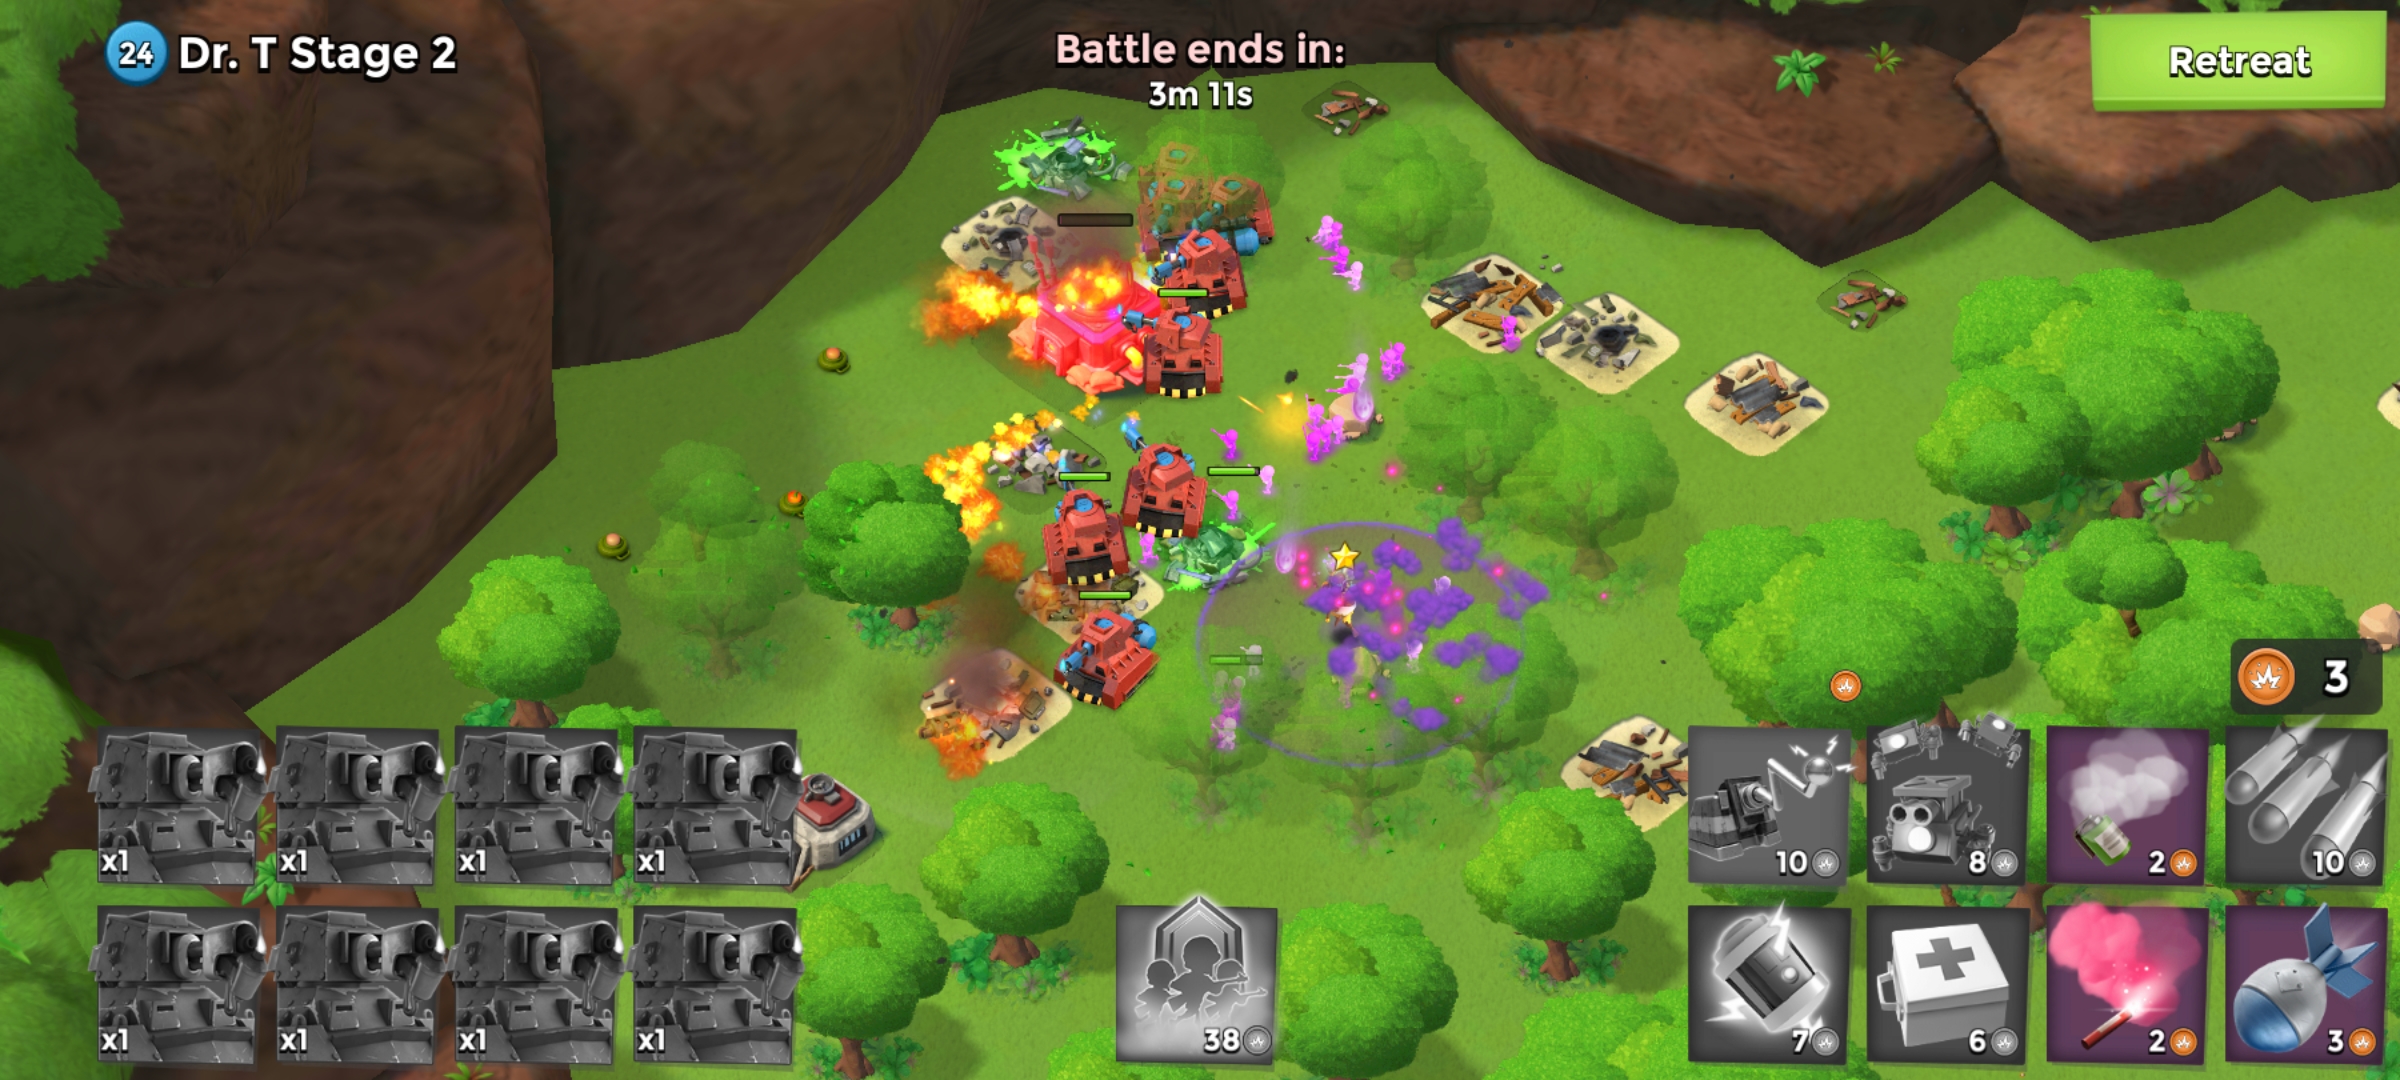 24 Dr. T Stage 2
Battle ends in:
3m 11s
Retreat
3
x1 x1 x1 x1
10 8 2 10
x1 x1 x1 x1
38
7 6 2 3